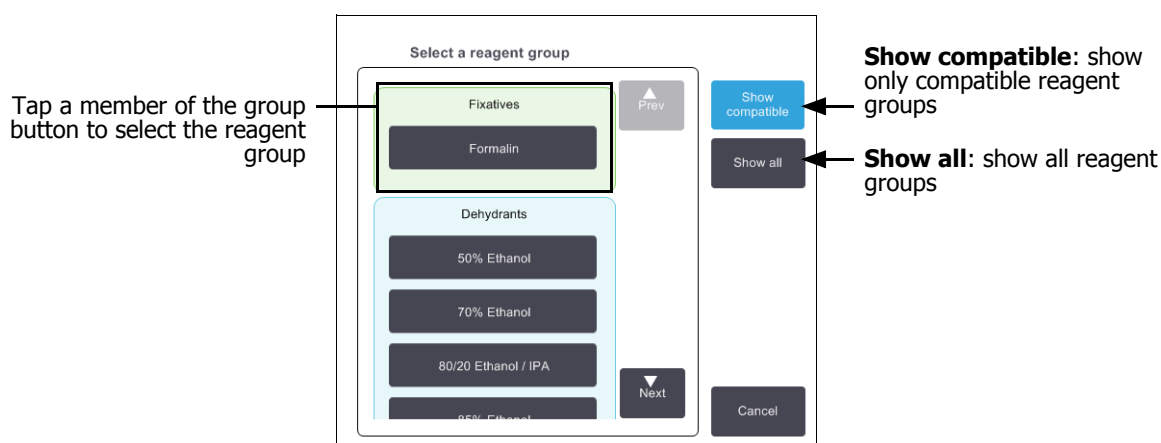 Select a reagent group
Tap a member of the group
button to select the reagent
group
Fixatives
Formalin
Dehydrants
50% Ethanol
70% Ethanol
80/20 Ethanol / IPA
85% Ethanol
Prev
Next
Show
compatible
Show all
Cancel
Show compatible: show
only compatible reagent
groups
Show all: show all reagent
groups